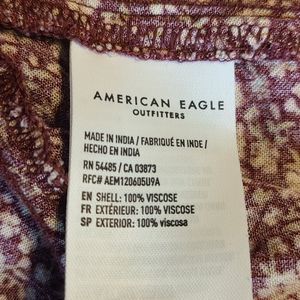 AMERICAN EAGLE
OUTFITTERS
MADE IN INDIA / FABRIQUÉ EN INDE /
HECHO EN INDIA
RN 54485 / CA 03873
RFC# AEM120605U9A
EN SHELL: 100% VISCOSE
FR EXTÉRIEUR: 100% VISCOSE
SP EXTERIOR: 100% viscosa